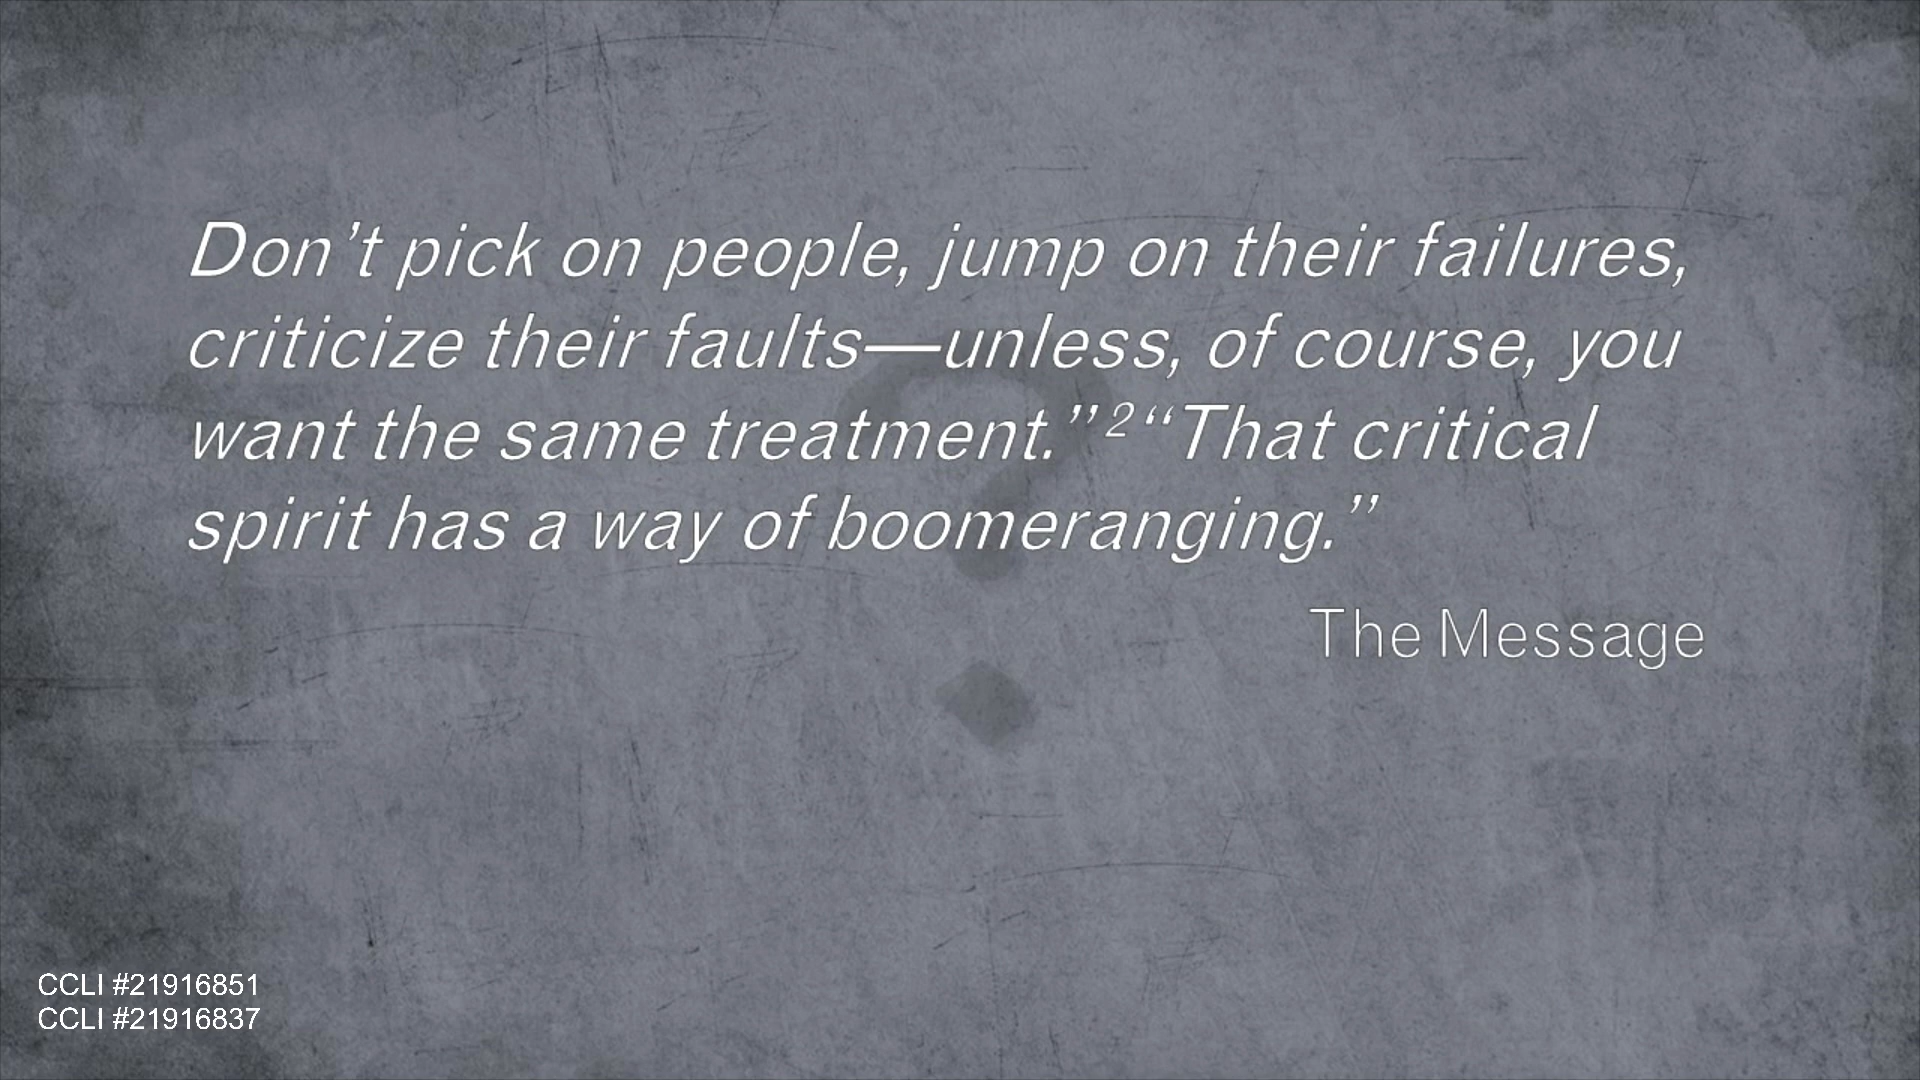 Don’t pick on people, jump on their failures,
criticize their faults—unless, of course, you
want the same treatment.” 2 “That critical
spirit has a way of boomeranging.”
The Message
CCLI #21916851
CCLI #21916837